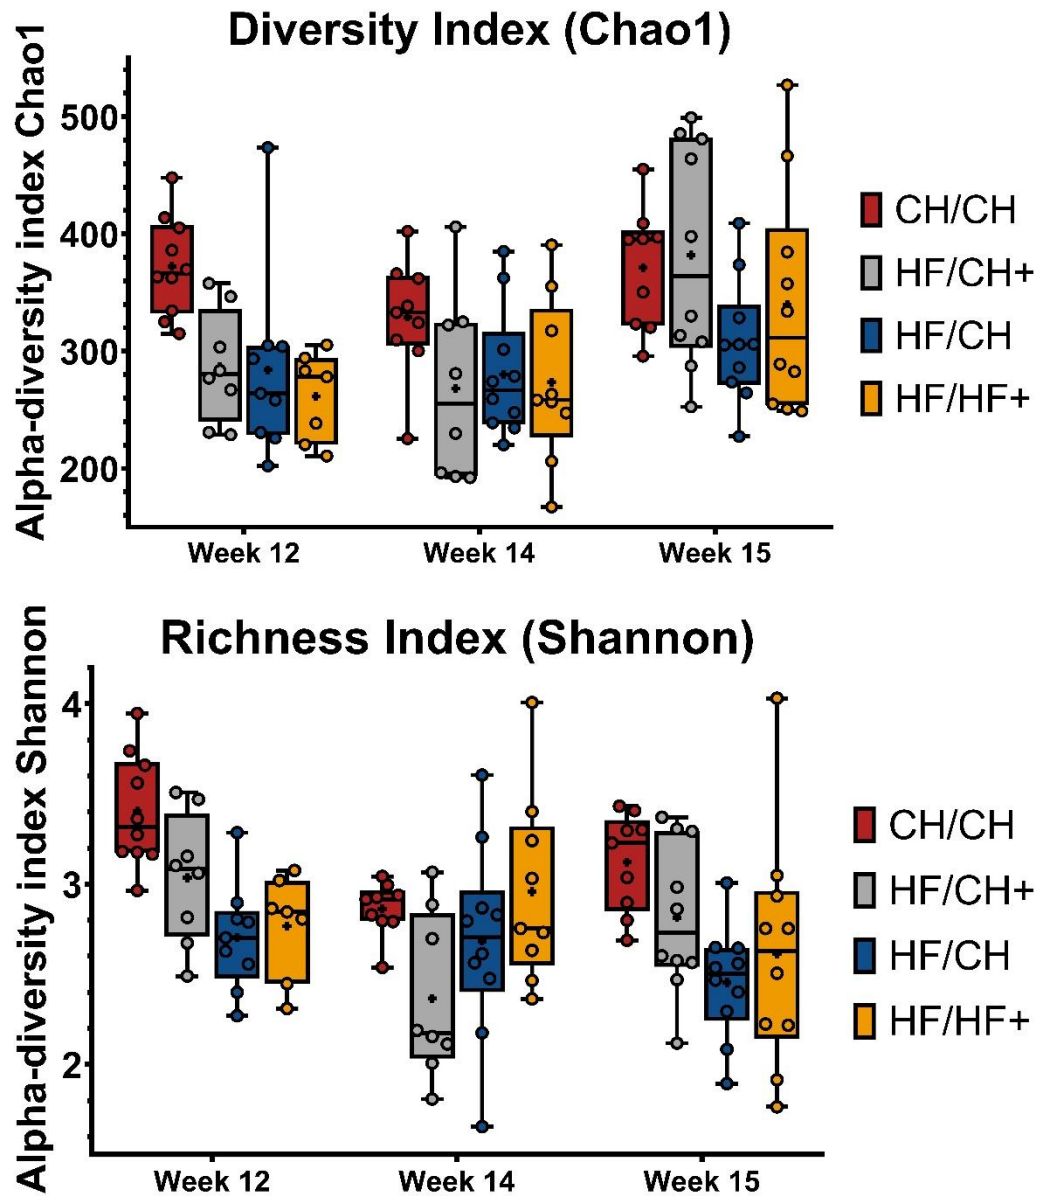 Diversity Index (Chao1)
Alpha-diversity index Chao1
500
400
300
200
Week 12
Week 14
Week 15
CH/CH
HF/CH+
HF/CH
HF/HF+
Richness Index (Shannon)
Alpha-diversity index Shannon
4
3
2
Week 12
Week 14
Week 15
CH/CH
HF/CH+
HF/CH
HF/HF+